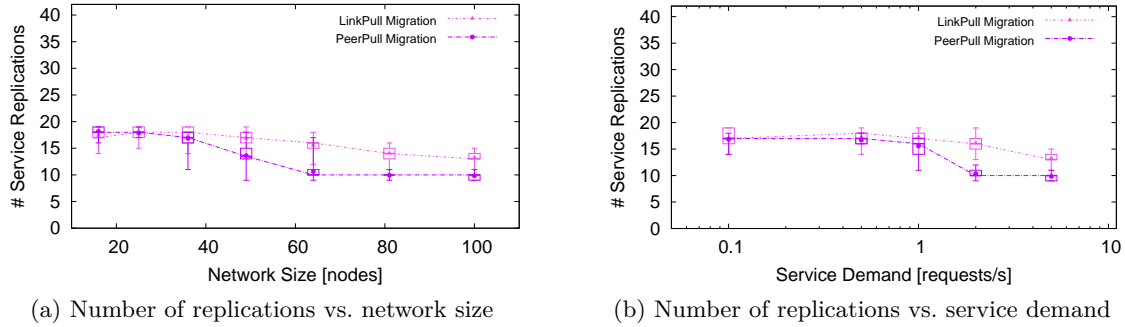 LinkPull Migration
PeerPull Migration
# Service Replications
40
35
30
25
20
15
10
5
0
20 40 60 80 100
Network Size [nodes]
(a) Number of replications vs. network size
LinkPull Migration
PeerPull Migration
# Service Replications
40
35
30
25
20
15
10
5
0
0.1 1 10
Service Demand [requests/s]
(b) Number of replications vs. service demand